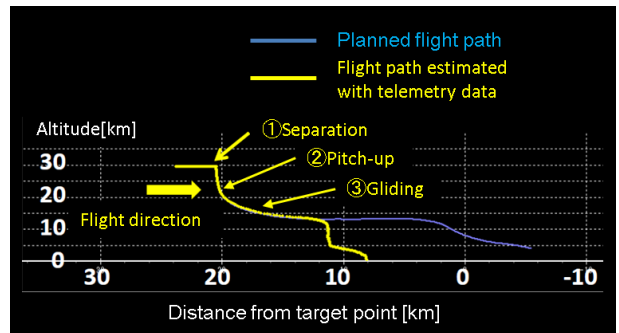 Planned flight path
Flight path estimated
with telemetry data
Altitude[km]
①Separation
②Pitch-up
③Gliding
Flight direction
30
20
10
0
30 20 10 0 -10
Distance from target point [km]